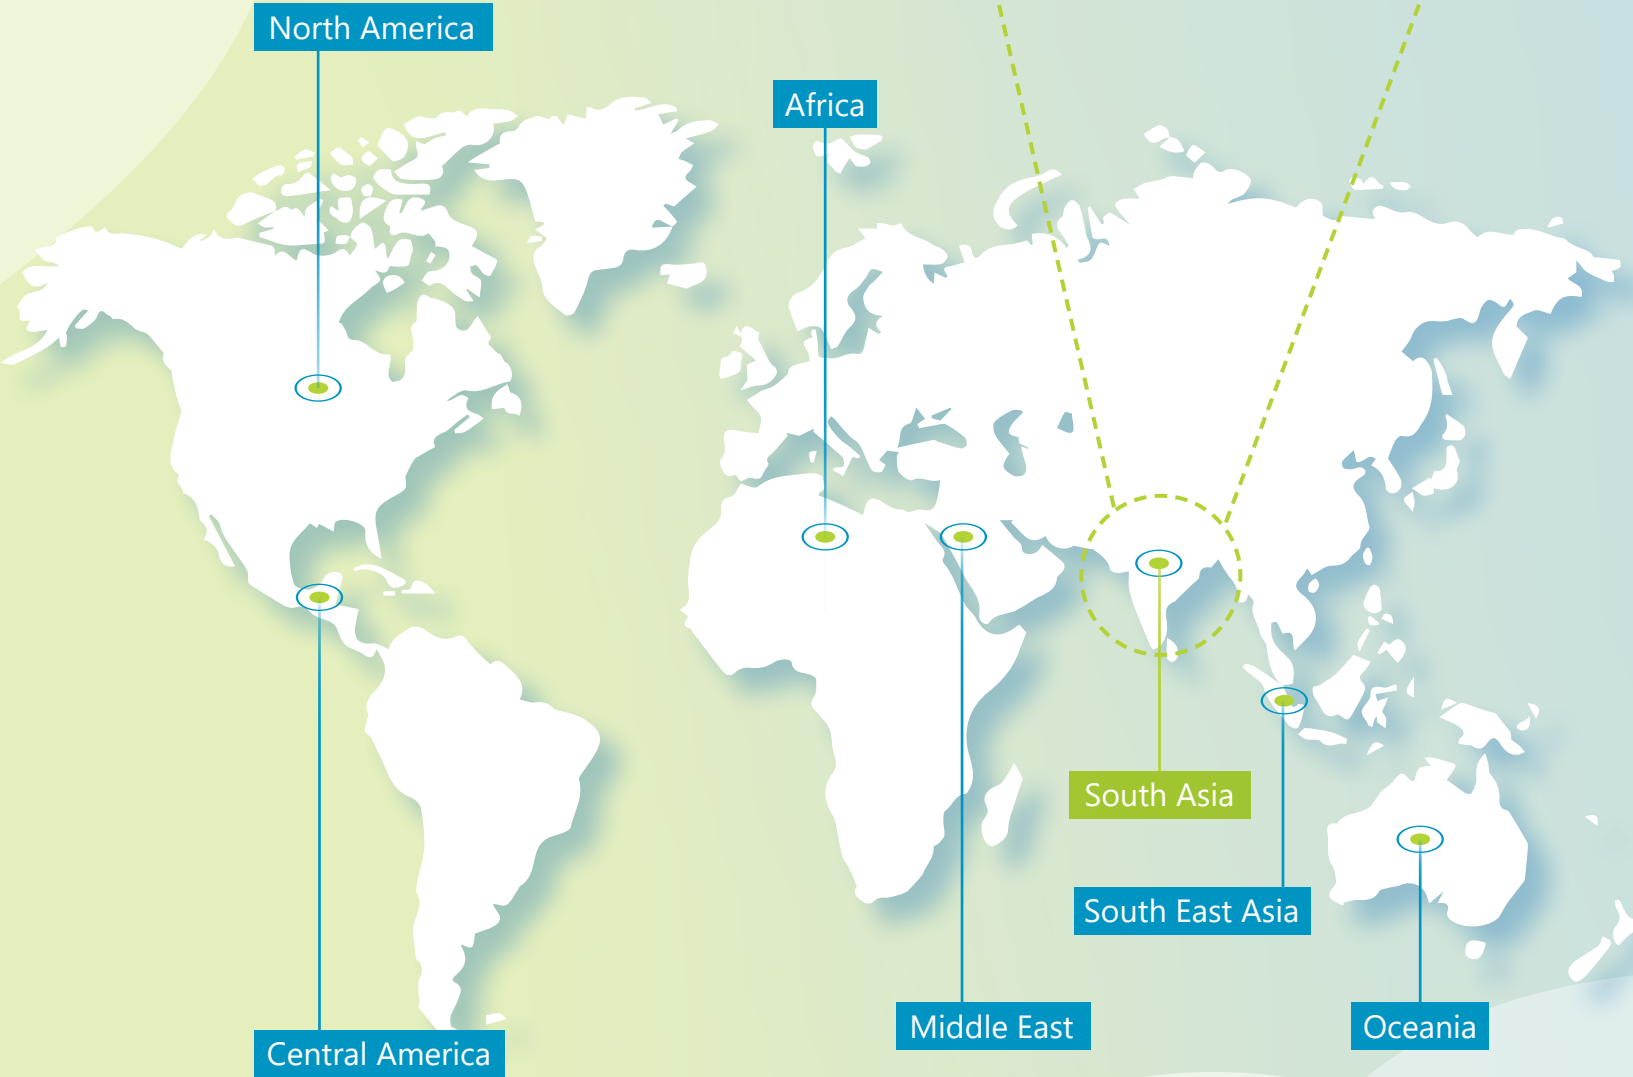 North America
Africa
South Asia
South East Asia
Middle East
Oceania
Central America